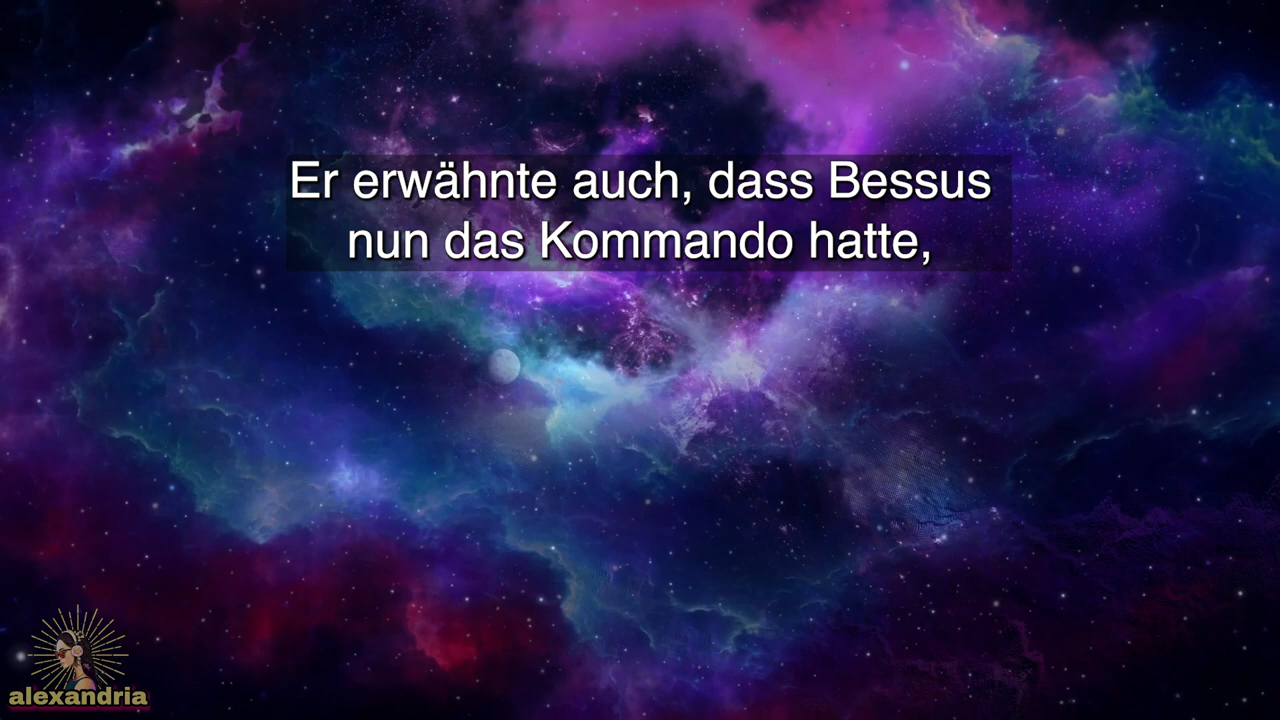 Er erwähnte auch, dass Bessus
nun das Kommando hatte,
alexandria